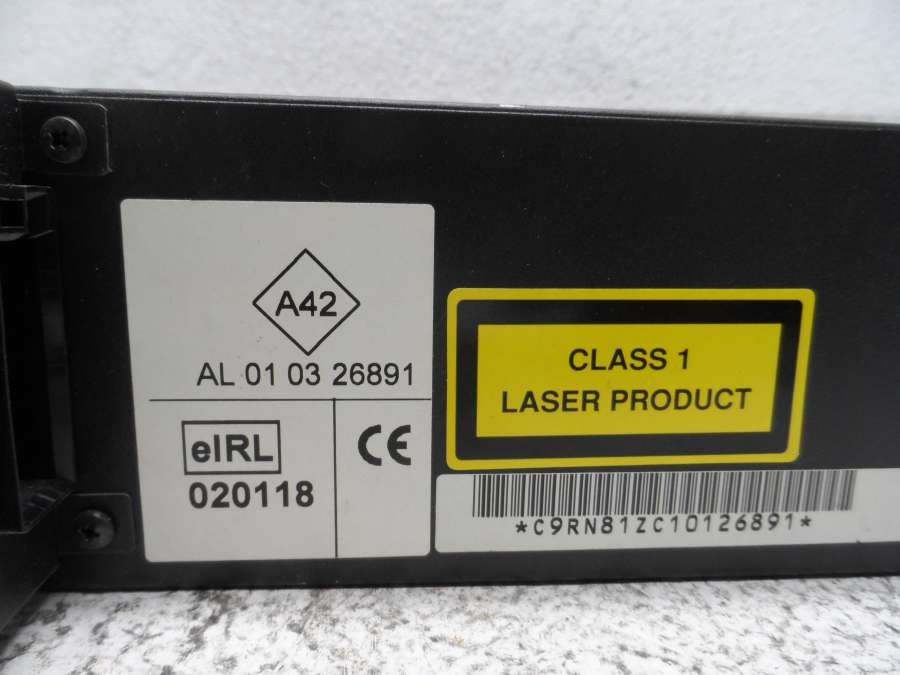 A42
AL 01 03 26891
eIRL
020118
CE
CLASS 1
LASER PRODUCT
*C9RN81ZC10126891*